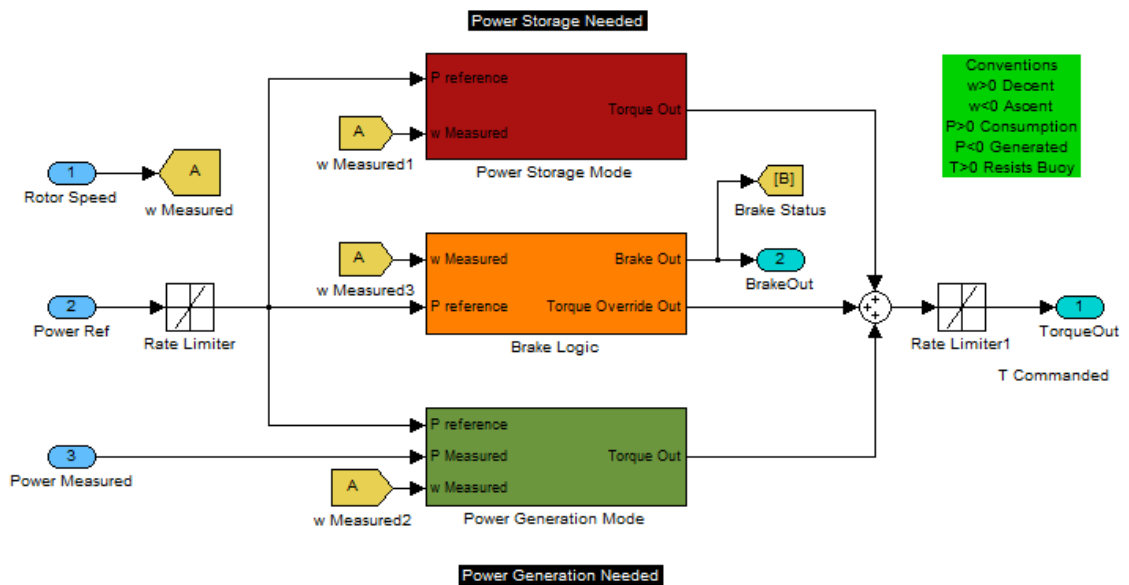 Power Storage Needed
P reference
Torque Out
A
w Measured
w Measured1
Power Storage Mode
Conventions
w>0 Decent
w<0 Ascent
P>0 Consumption
P<0 Generated
T>0 Resists Buoy
1
Rotor Speed
A
w Measured
[B]
Brake Status
A
w Measured
w Measured3
Brake Out
2
BrakeOut
2
Power Ref
Rate Limiter
P reference
Torque Override Out
Brake Logic
+
+
+
Rate Limiter1
1
TorqueOut
T Commanded
P reference
3
Power Measured
P Measured
Torque Out
A
w Measured
w Measured2
Power Generation Mode
Power Generation Needed